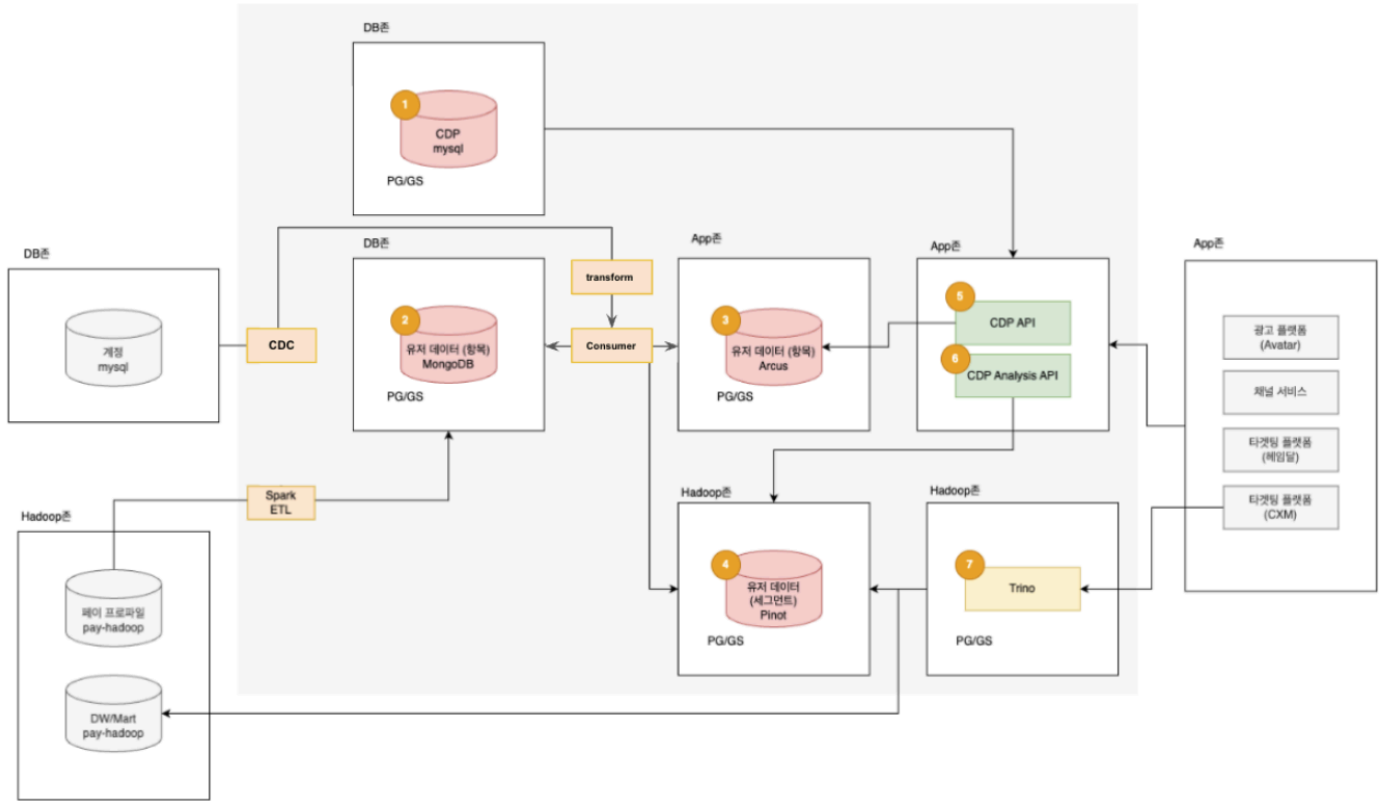 DB존
1
CDP
mysql
PG/GS
DB존
계정
mysql
CDC
DB존
2
유저 데이터 (항목)
MongoDB
PG/GS
transform
Consumer
App존
3
유저 데이터 (항목)
Arcus
PG/GS
App존
5
CDP API
6
CDP Analysis API
App존
광고 플랫폼
(Avatar)
채널 서비스
타겟팅 플랫폼
(헤임달)
타겟팅 플랫폼
(CXM)
Spark
ETL
Hadoop존
페이 프로파일
pay-hadoop
DW/Mart
pay-hadoop
Hadoop존
4
유저 데이터
(세그먼트)
Pinot
PG/GS
Hadoop존
7
Trino
PG/GS